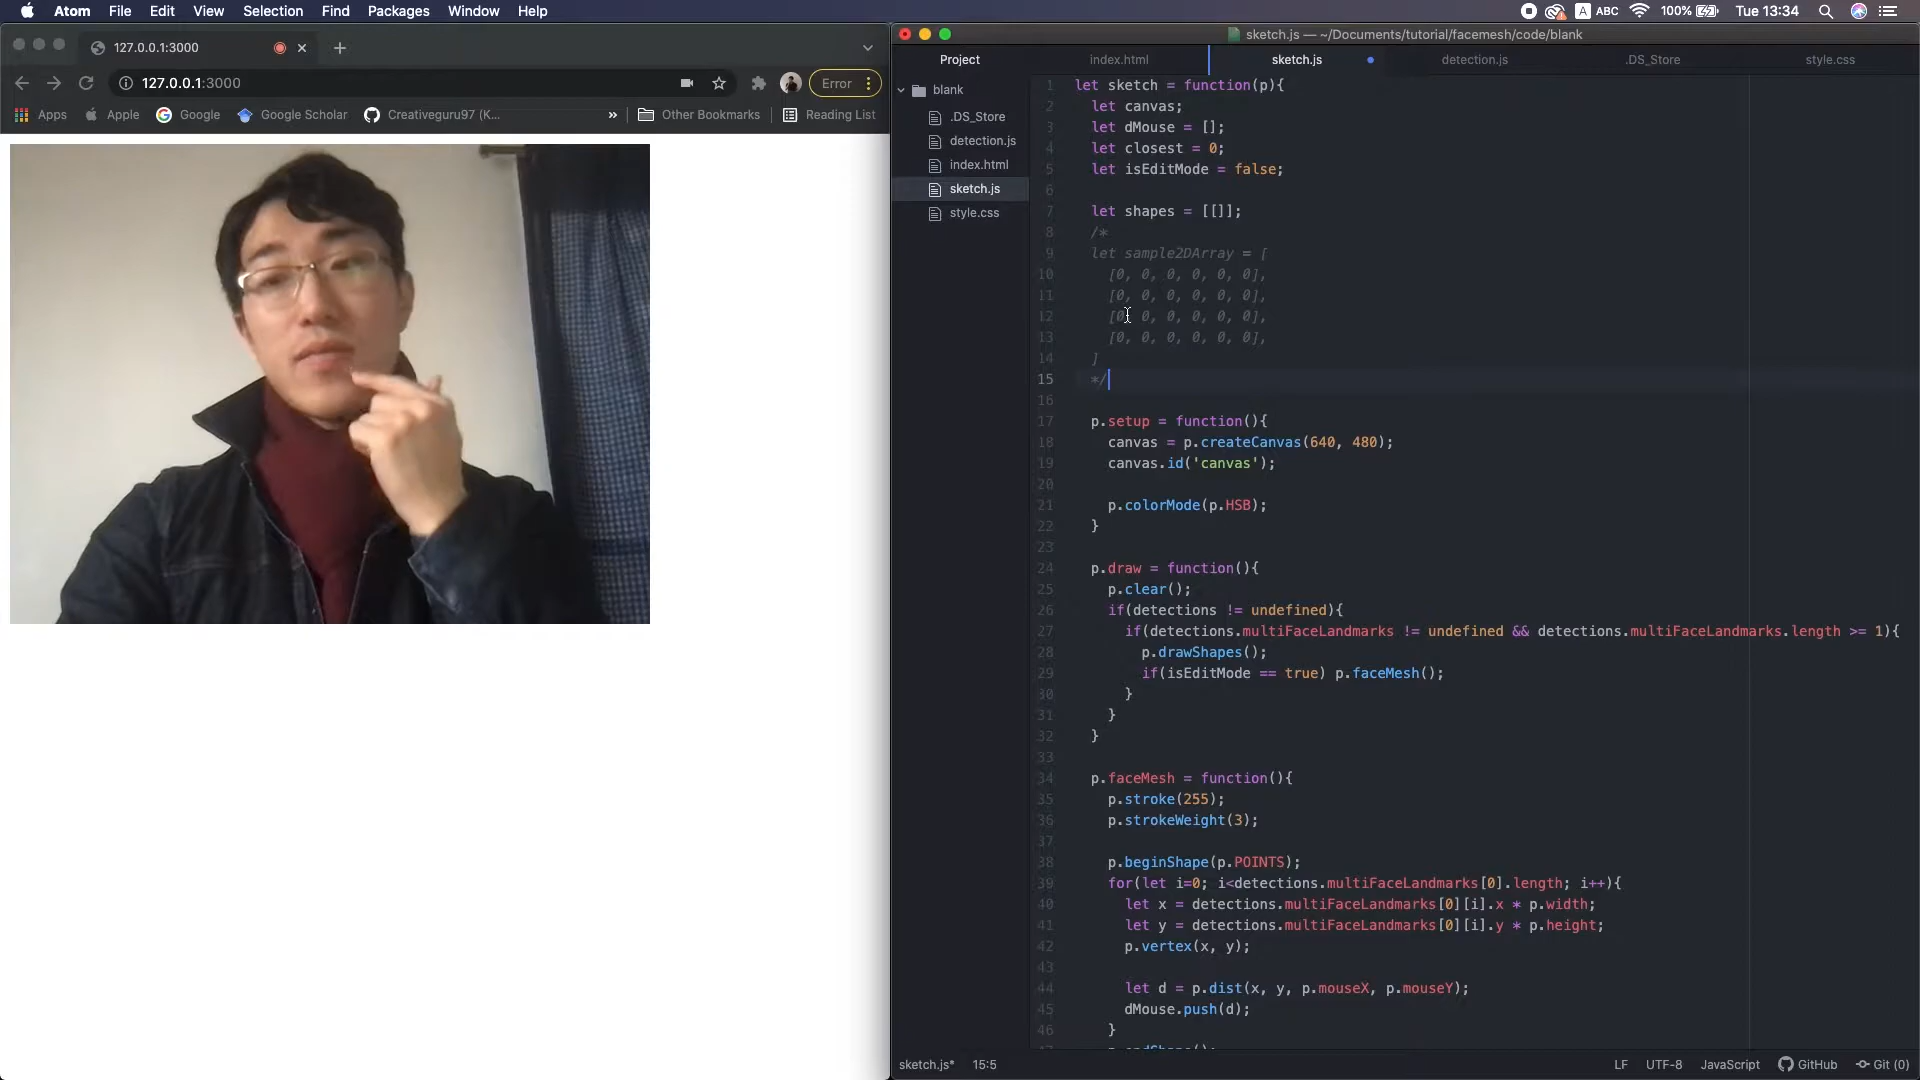 Atom File Edit View Selection Find Packages Window Help
ABC 100% Tue 13:34
127.0.0.1:3000
127.0.0.1:3000
Error
Apps Apple Google Google Scholar Creativeguru97 (K... » Other Bookmarks Reading List
sketch.js — ~/Documents/tutorial/facemesh/code/blank
Project
blank
.DS_Store
detection.js
index.html
sketch.js
style.css
index.html sketch.js detection.js .DS_Store style.css
1 let sketch = function(p){
2 let canvas;
3 let dMouse = [];
4 let closest = 0;
5 let isEditMode = false;
6
7 let shapes = [[]];
8 /*
9 let sample2DArray = [
10 [0, 0, 0, 0, 0, 0],
11 [0, 0, 0, 0, 0, 0],
12 [0, 0, 0, 0, 0, 0],
13 [0, 0, 0, 0, 0, 0],
14 ]
15 */
16
17 p.setup = function(){
18 canvas = p.createCanvas(640, 480);
19 canvas.id('canvas');
20
21 p.colorMode(p.HSB);
22 }
23
24 p.draw = function(){
25 p.clear();
26 if(detections != undefined){
27 if(detections.multiFaceLandmarks != undefined && detections.multiFaceLandmarks.length >= 1){
28 p.drawShapes();
29 if(isEditMode == true) p.faceMesh();
30 }
31 }
32 }
33
34 p.faceMesh = function(){
35 p.stroke(255);
36 p.strokeWeight(3);
37
38 p.beginShape(p.POINTS);
39 for(let i=0; i<detections.multiFaceLandmarks[0].length; i++){
40 let x = detections.multiFaceLandmarks[0][i].x * p.width;
41 let y = detections.multiFaceLandmarks[0][i].y * p.height;
42 p.vertex(x, y);
43
44 let d = p.dist(x, y, p.mouseX, p.mouseY);
45 dMouse.push(d);
46 }
sketch.js* 15:5 LF UTF-8 JavaScript GitHub Git (0)